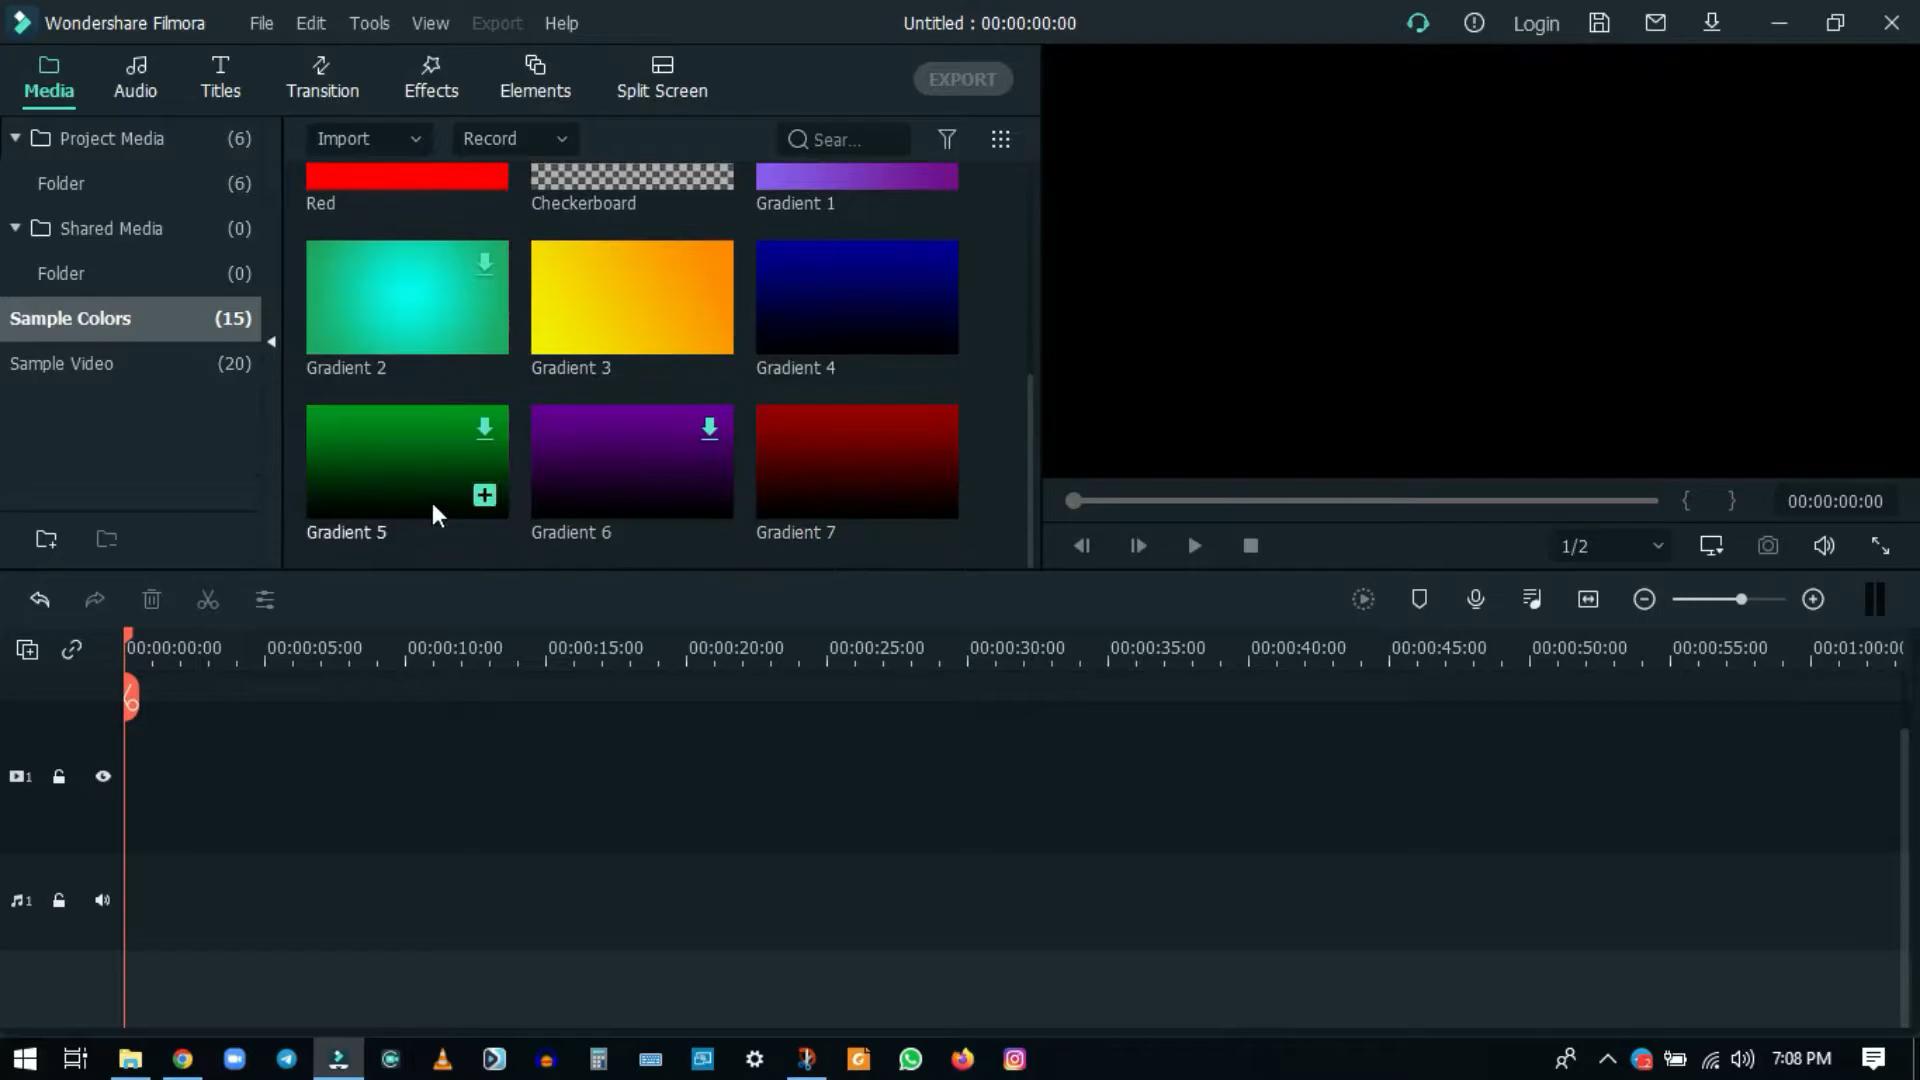 Wondershare Filmora File Edit Tools View Export Help Untitled : 00:00:00:00 Login
Media Audio Titles Transition Effects Elements Split Screen EXPORT
Project Media (6)
Folder (6)
Shared Media (0)
Folder (0)
Sample Colors (15)
Sample Video (20)
Import Record Sear...
Red Checkerboard Gradient 1
Gradient 2 Gradient 3 Gradient 4
Gradient 5 Gradient 6 Gradient 7
{ } 00:00:00:00
1/2
00:00:00:00 00:00:05:00 00:00:10:00 00:00:15:00 00:00:20:00 00:00:25:00 00:00:30:00 00:00:35:00 00:00:40:00 00:00:45:00 00:00:50:00 00:00:55:00 00:01:00:0
1
1
7:08 PM